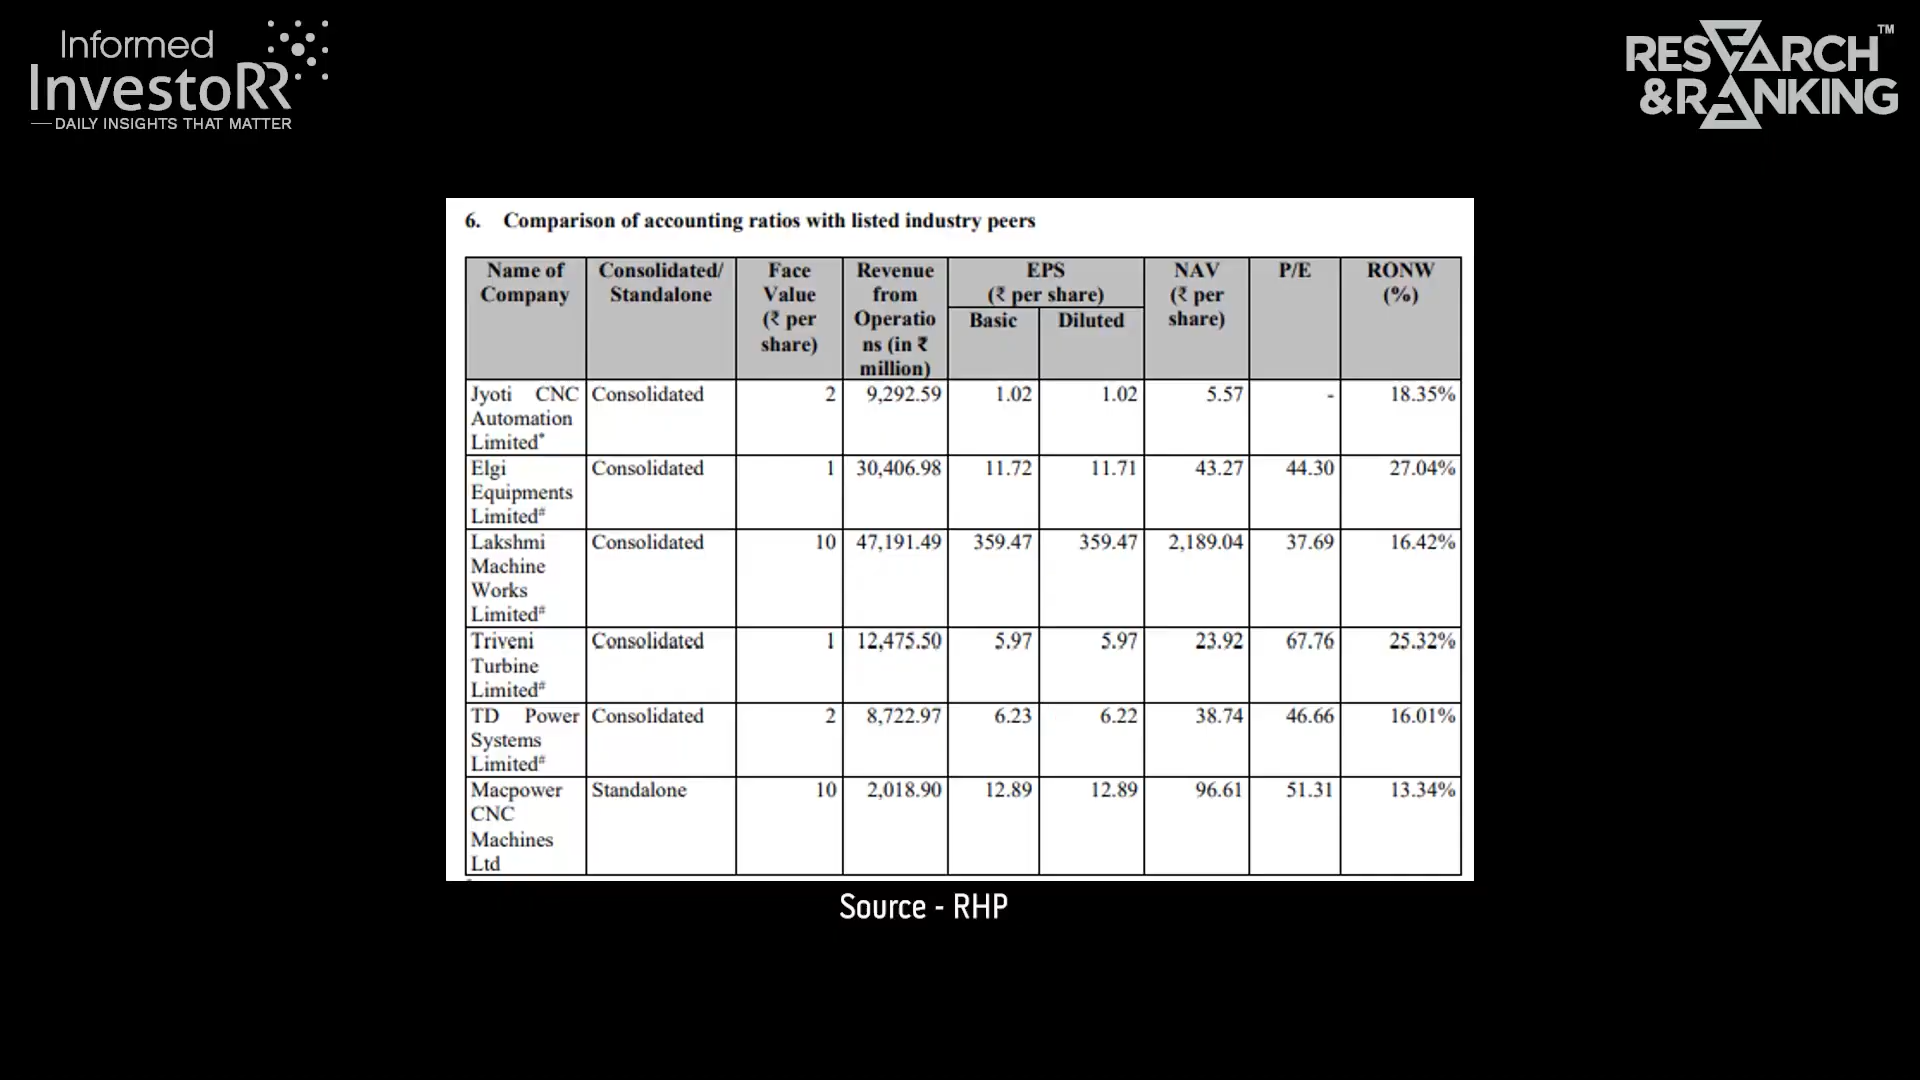 Informed
InvestoRR
DAILY INSIGHTS THAT MATTER
RESEARCH™
&RANKING
6. Comparison of accounting ratios with listed industry peers
Name of Company | Consolidated/ Standalone | Face Value (₹ per share) | Revenue from Operatio ns (in ₹ million) | EPS (₹ per share) Basic | Diluted | NAV (₹ per share) | P/E | RONW (%)
Jyoti CNC Automation Limited* | Consolidated | 2 | 9,292.59 | 1.02 | 1.02 | 5.57 | - | 18.35%
Elgi Equipments Limited# | Consolidated | 1 | 30,406.98 | 11.72 | 11.71 | 43.27 | 44.30 | 27.04%
Lakshmi Machine Works Limited# | Consolidated | 10 | 47,191.49 | 359.47 | 359.47 | 2,189.04 | 37.69 | 16.42%
Triveni Turbine Limited# | Consolidated | 1 | 12,475.50 | 5.97 | 5.97 | 23.92 | 67.76 | 25.32%
TD Power Systems Limited# | Consolidated | 2 | 8,722.97 | 6.23 | 6.22 | 38.74 | 46.66 | 16.01%
Macpower CNC Machines Ltd | Standalone | 10 | 2,018.90 | 12.89 | 12.89 | 96.61 | 51.31 | 13.34%
Source - RHP